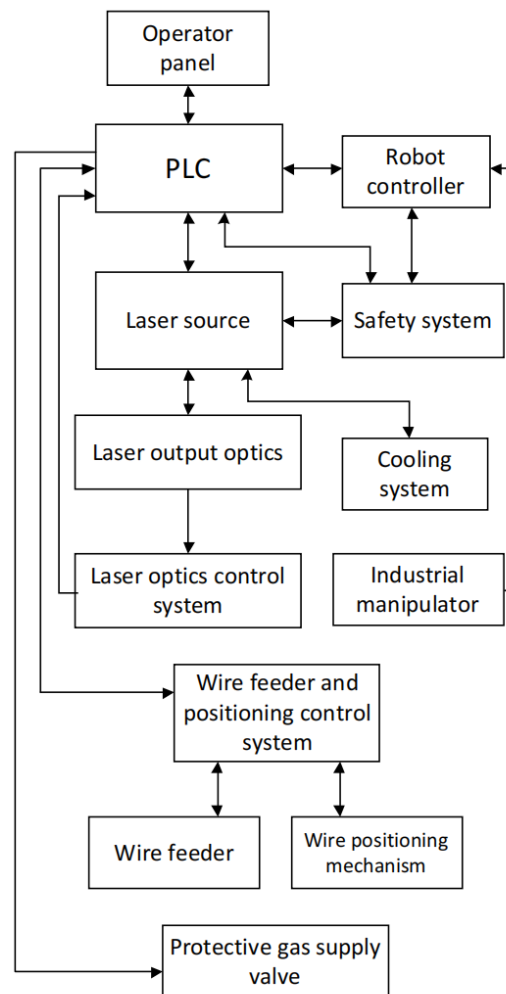 Operator
panel
PLC
Robot
controller
Laser source
Safety system
Laser output optics
Cooling
system
Laser optics control
system
Industrial
manipulator
Wire feeder and
positioning control
system
Wire feeder
Wire positioning
mechanism
Protective gas supply
valve